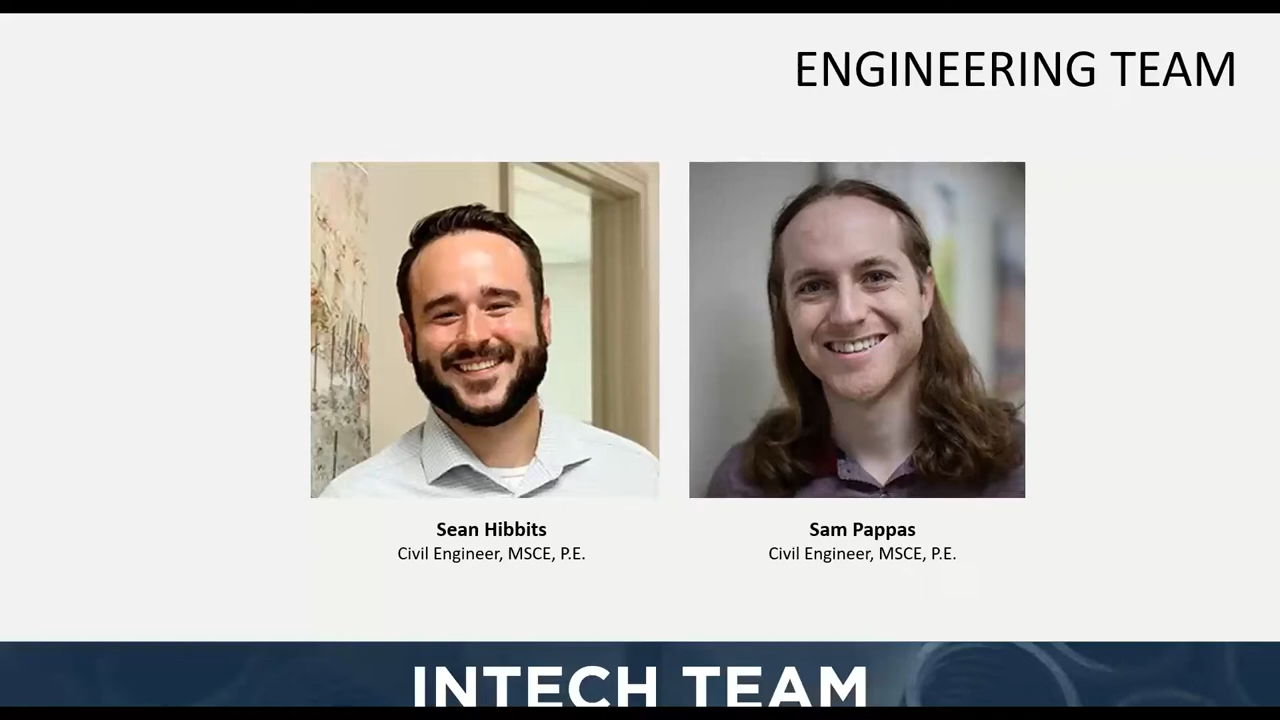 ENGINEERING TEAM
Sean Hibbits
Civil Engineer, MSCE, P.E.
Sam Pappas
Civil Engineer, MSCE, P.E.
INTECH TEAM